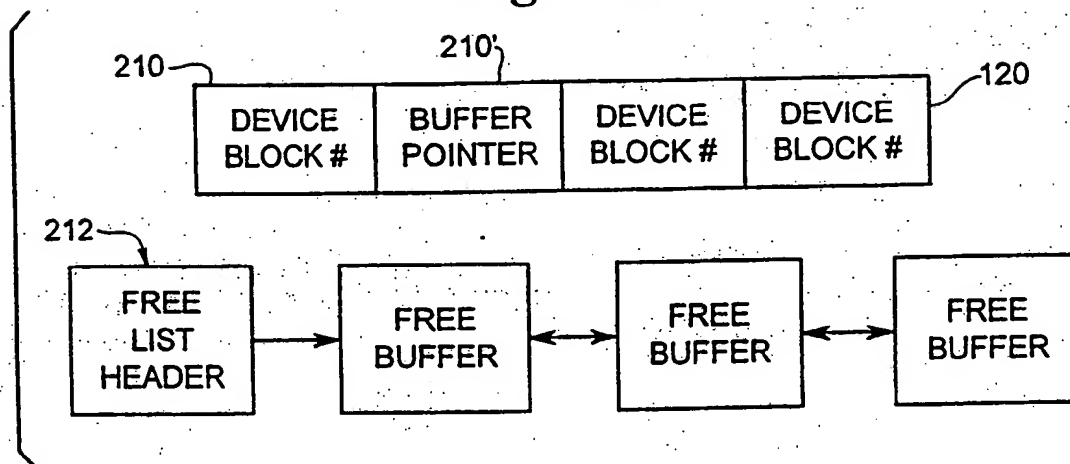 210
210'
120
DEVICE
BLOCK #
BUFFER
POINTER
DEVICE
BLOCK #
DEVICE
BLOCK #
212
FREE
LIST
HEADER
FREE
BUFFER
FREE
BUFFER
FREE
BUFFER